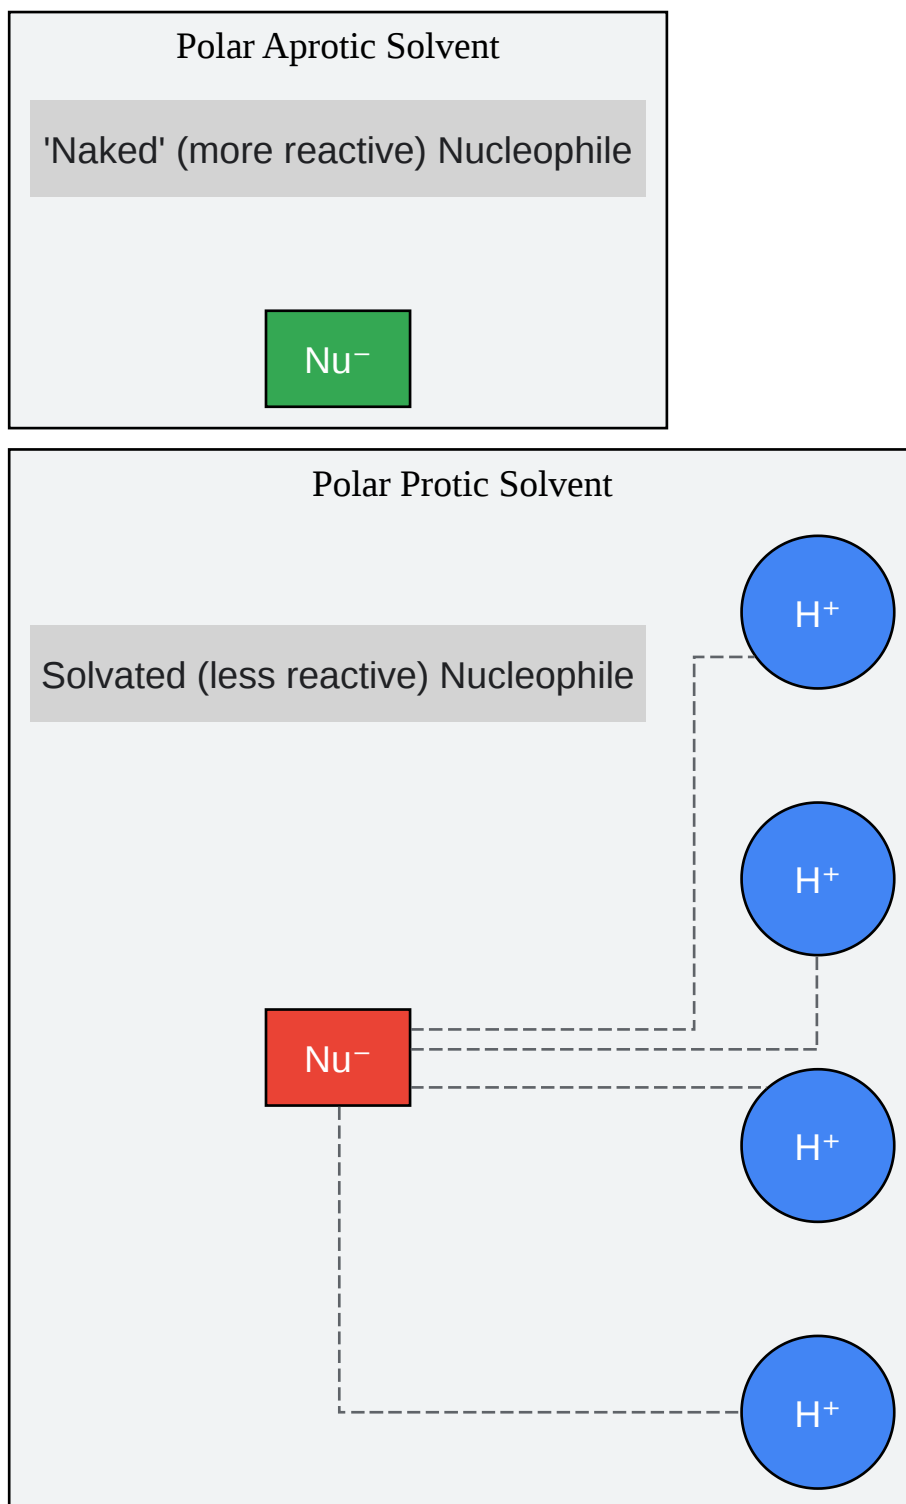 Polar Aprotic Solvent
'Naked' (more reactive) Nucleophile
Nu⁻
Polar Protic Solvent
H⁺
Solvated (less reactive) Nucleophile
H⁺
Nu⁻
H⁺
H⁺